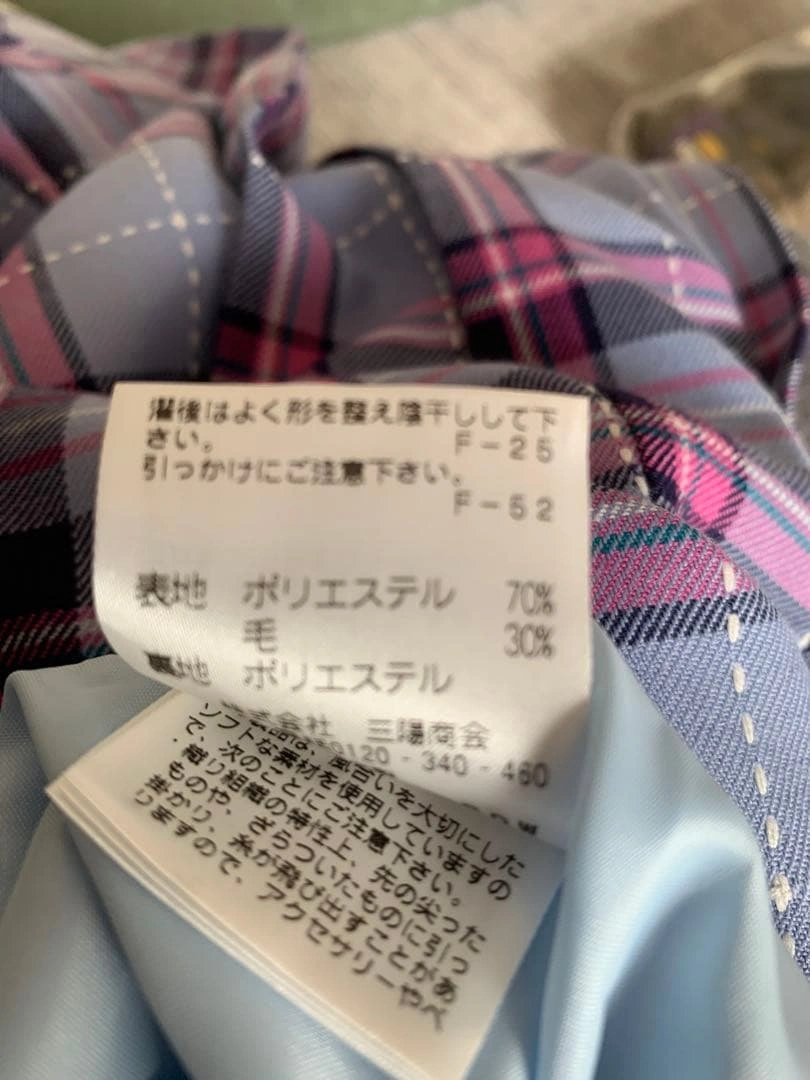 濯後はよく形を整え陰干しして下
さい。 F-25
引っかけにご注意下さい。
F-52
表地 ポリエステル 70%
毛 30%
裏地 ポリエステル
会社 三陽商会
0120-340-460
は、風合いを大切にした
ソフトな素材を使用していますの
で、次のことにご注意下さい。
・織り組織の特性上、先の尖った
ものや、ざらついたものに引っ
掛かり、糸が飛び出すことがあ
りますので、アクセサリーやベ